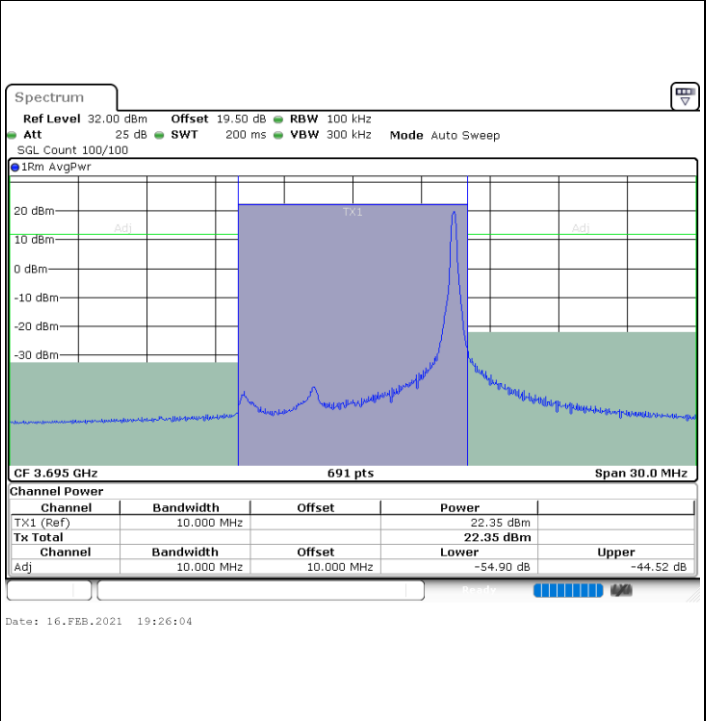 Spectrum
Ref Level 32.00 dBm Offset 19.50 dB RBW 100 kHz
Att 25 dB SWT 200 ms VBW 300 kHz Mode Auto Sweep
SGL Count 100/100
1Rm AvgPwr
TX1
20 dBm
Adj Adj
10 dBm
0 dBm
-10 dBm
-20 dBm
-30 dBm
CF 3.695 GHz 691 pts Span 30.0 MHz
Channel Power
Channel Bandwidth Offset Power
TX1 (Ref) 10.000 MHz 22.35 dBm
Tx Total 22.35 dBm
Channel Bandwidth Offset Lower Upper
Adj 10.000 MHz 10.000 MHz -54.90 dB -44.52 dB
Ready
Date: 16.FEB.2021 19:26:04